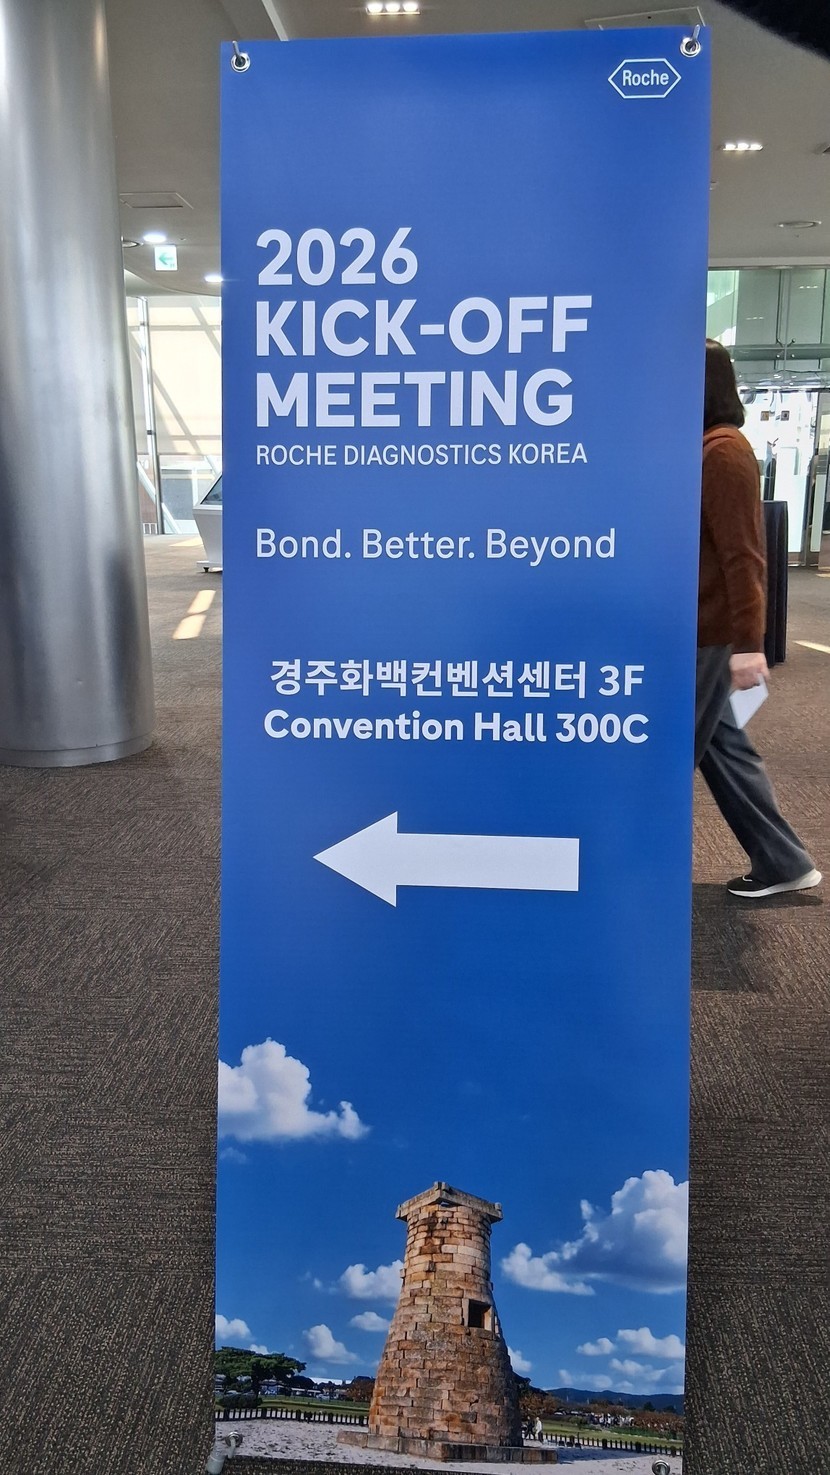 Roche
2026
KICK-OFF
MEETING
ROCHE DIAGNOSTICS KOREA
Bond. Better. Beyond
경주화백컨벤션센터 3F
Convention Hall 300C